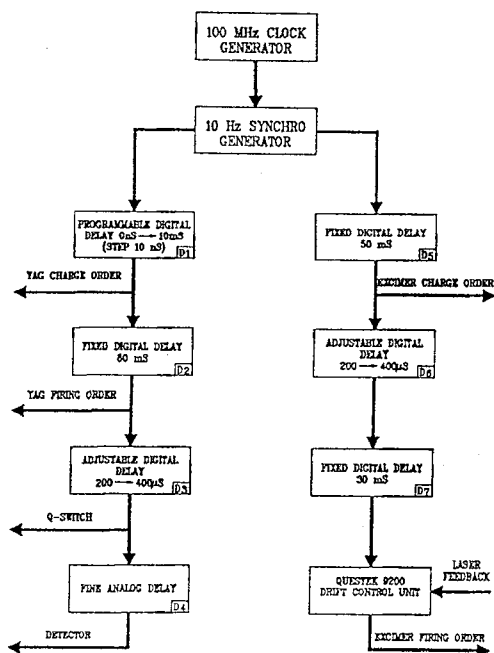 100 MHz CLOCK
GENERATOR
10 Hz SYNCHRO
GENERATOR
PROGRAMMABLE DIGITAL
DELAY 0nS → 10mS
(STEP 10 nS)
D1
YAG CHARGE ORDER
FIXED DIGITAL DELAY
80 mS
D2
YAG FIRING ORDER
ADJUSTABLE DIGITAL
DELAY
200 → 400µS
D3
Q-SWITCH
FINE ANALOG DELAY
D4
DETECTOR
FIXED DIGITAL DELAY
50 mS
D5
EXCIMER CHARGE ORDER
ADJUSTABLE DIGITAL
DELAY
200 → 400µS
D6
FIXED DIGITAL DELAY
30 mS
D7
LASER
FEEDBACK
QUESTEK 9200
DRIFT CONTROL UNIT
EXCIMER FIRING ORDER